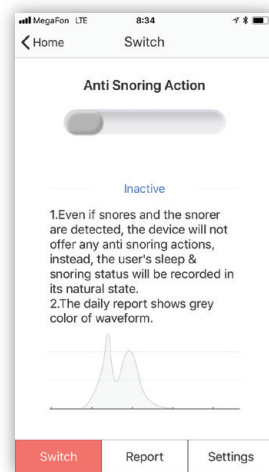 MegaFon LTE 8:34
Home Switch
Anti Snoring Action
Inactive
1.Even if snores and the snorer
are detected, the device will not
offer any anti snoring actions,
instead, the user's sleep &
snoring status will be recorded in
its natural state.
2.The daily report shows grey
color of waveform.
Switch Report Settings